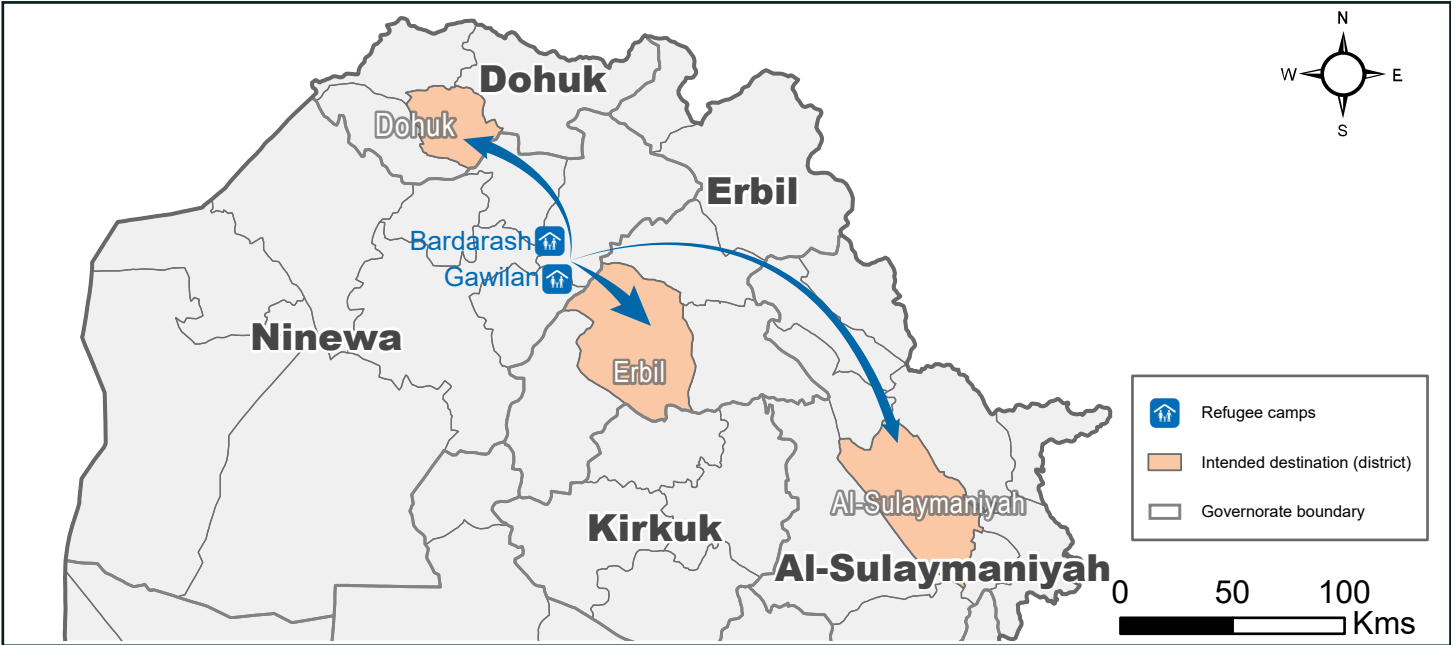 N
W
E
S
Dohuk
Dohuk
Erbil
Bardarash
Gawilan
Ninewa
Erbil
Al-Sulaymaniyah
Kirkuk
Al-Sulaymaniyah
Refugee camps
Intended destination (district)
Governorate boundary
0 50 100
Kms